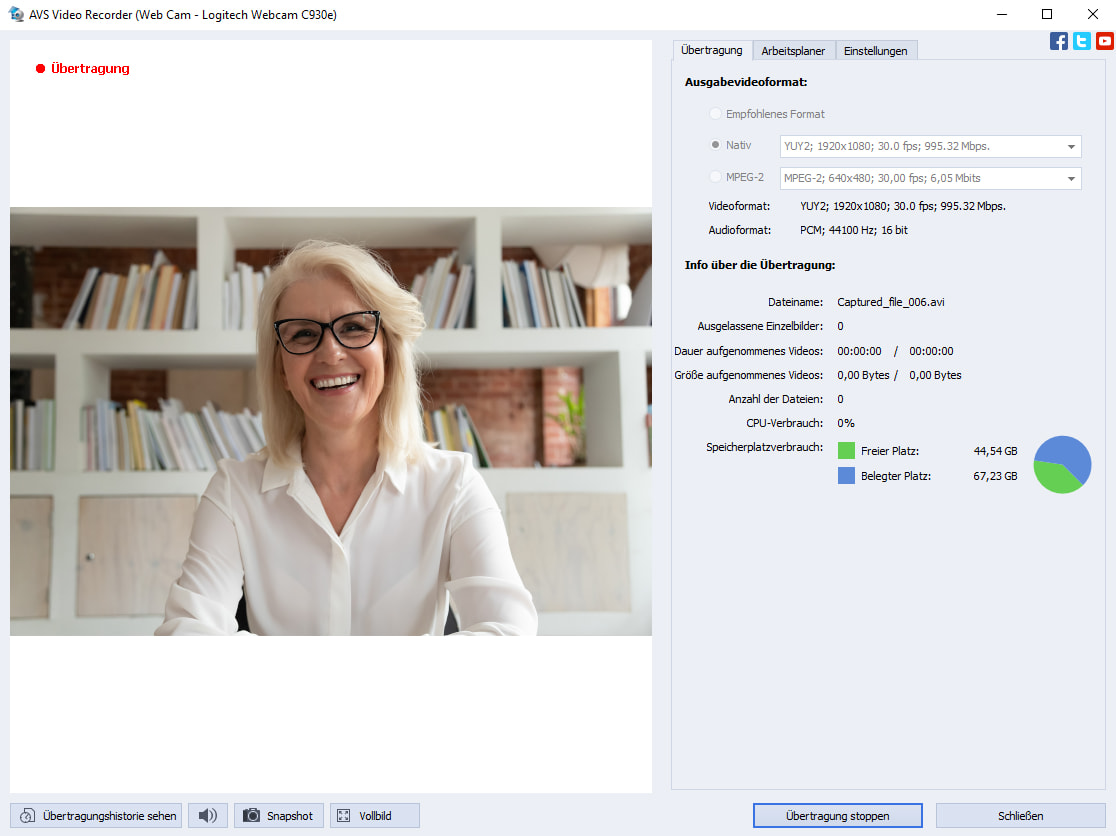 AVS Video Recorder (Web Cam - Logitech Webcam C930e)
Übertragung
Übertragung Arbeitsplaner Einstellungen
Ausgabevideoformat:
Empfohlenes Format
Nativ YUY2; 1920x1080; 30.0 fps; 995.32 Mbps.
MPEG-2 MPEG-2; 640x480; 30,00 fps; 6,05 Mbits
Videoformat: YUY2; 1920x1080; 30.0 fps; 995.32 Mbps.
Audioformat: PCM; 44100 Hz; 16 bit
Info über die Übertragung:
Dateiname: Captured_file_006.avi
Ausgelassene Einzelbilder: 0
Dauer aufgenommenes Videos: 00:00:00 / 00:00:00
Größe aufgenommenes Videos: 0,00 Bytes / 0,00 Bytes
Anzahl der Dateien: 0
CPU-Verbrauch: 0%
Speicherplatzverbrauch: Freier Platz: 44,54 GB
Belegter Platz: 67,23 GB
Übertragungshistorie sehen Snapshot Vollbild Übertragung stoppen Schließen